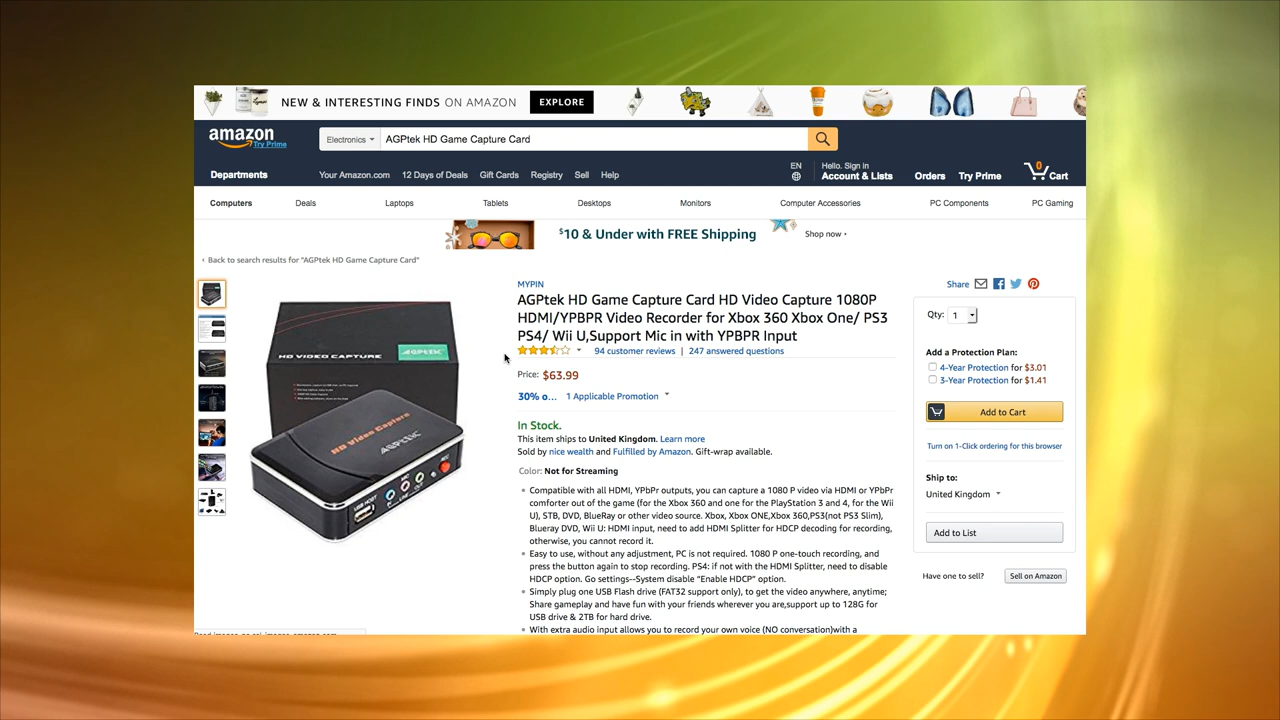 NEW & INTERESTING FINDS ON AMAZON EXPLORE
amazon
Try Prime
Electronics
AGPtek HD Game Capture Card
Departments
Your Amazon.com 12 Days of Deals Gift Cards Registry Sell Help
EN
Hello. Sign in
Account & Lists
Orders
Try Prime
0
Cart
Computers Deals Laptops Tablets Desktops Monitors Computer Accessories PC Components PC Gaming
$10 & Under with FREE Shipping Shop now ›
‹ Back to search results for "AGPtek HD Game Capture Card"
HD VIDEO CAPTURE AGPTEK
HD Video Capture
AGPTEK
USB HOST
MIC
LINE
OUT
REC
MYPIN
AGPtek HD Game Capture Card HD Video Capture 1080P
HDMI/YPBPR Video Recorder for Xbox 360 Xbox One/ PS3
PS4/ Wii U,Support Mic in with YPBPR Input
94 customer reviews | 247 answered questions
Price: $63.99
30% o... 1 Applicable Promotion
In Stock.
This item ships to United Kingdom. Learn more
Sold by nice wealth and Fulfilled by Amazon. Gift-wrap available.
Color: Not for Streaming
• Compatible with all HDMI, YPbPr outputs, you can capture a 1080 P video via HDMI or YPbPr
comforter out of the game (for the Xbox 360 and one for the PlayStation 3 and 4, for the Wii
U), STB, DVD, BlueRay or other video source. Xbox, Xbox ONE,Xbox 360,PS3(not PS3 Slim),
Blueray DVD, Wii U: HDMI input, need to add HDMI Splitter for HDCP decoding for recording,
otherwise, you cannot record it.
• Easy to use, without any adjustment, PC is not required. 1080 P one-touch recording, and
press the button again to stop recording. PS4: if not with the HDMI Splitter, need to disable
HDCP option. Go settings--System disable "Enable HDCP" option.
• Simply plug one USB Flash drive (FAT32 support only), to get the video anywhere, anytime;
Share gameplay and have fun with your friends wherever you are,support up to 128G for
USB drive & 2TB for hard drive.
• With extra audio input allows you to record your own voice (NO conversation)with a
Share
Qty: 1
Add a Protection Plan:
4-Year Protection for $3.01
3-Year Protection for $1.41
Add to Cart
Turn on 1-Click ordering for this browser
Ship to:
United Kingdom
Add to List
Have one to sell? Sell on Amazon